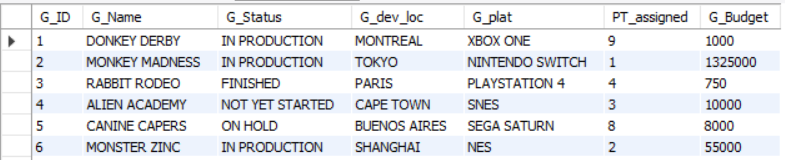 G_ID G_Name G_Status G_dev_loc G_plat PT_assigned G_Budget
1 DONKEY DERBY IN PRODUCTION MONTREAL XBOX ONE 9 1000
2 MONKEY MADNESS IN PRODUCTION TOKYO NINTENDO SWITCH 1 1325000
3 RABBIT RODEO FINISHED PARIS PLAYSTATION 4 4 750
4 ALIEN ACADEMY NOT YET STARTED CAPE TOWN SNES 3 10000
5 CANINE CAPERS ON HOLD BUENOS AIRES SEGA SATURN 8 8000
6 MONSTER ZINC IN PRODUCTION SHANGHAI NES 2 55000